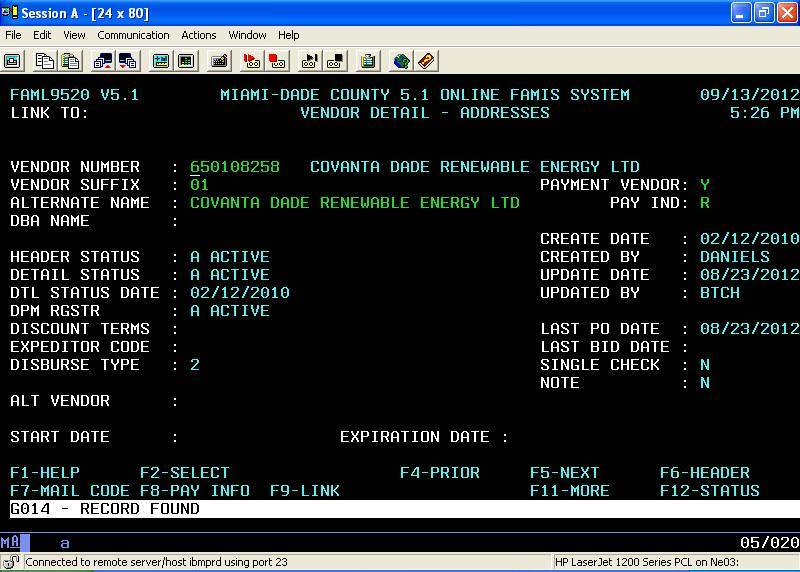 Session A - [24 x 80]
File Edit View Communication Actions Window Help
FAML9520 V5.1 MIAMI-DADE COUNTY 5.1 ONLINE FAMIS SYSTEM 09/13/2012
LINK TO: VENDOR DETAIL - ADDRESSES 5:26 PM
VENDOR NUMBER : 650108258 COVANTA DADE RENEWABLE ENERGY LTD
VENDOR SUFFIX : 01 PAYMENT VENDOR: Y
ALTERNATE NAME : COVANTA DADE RENEWABLE ENERGY LTD PAY IND: R
DBA NAME :
CREATE DATE : 02/12/2010
HEADER STATUS : A ACTIVE CREATED BY : DANIELS
DETAIL STATUS : A ACTIVE UPDATE DATE : 08/23/2012
DTL STATUS DATE : 02/12/2010 UPDATED BY : BTCH
DPM RGSTR : A ACTIVE
DISCOUNT TERMS : LAST PO DATE : 08/23/2012
EXPEDITOR CODE : LAST BID DATE :
DISBURSE TYPE : 2 SINGLE CHECK : N
NOTE : N
ALT VENDOR :
START DATE : EXPIRATION DATE :
F1-HELP F2-SELECT F4-PRIOR F5-NEXT F6-HEADER
F7-MAIL CODE F8-PAY INFO F9-LINK F11-MORE F12-STATUS
G014 - RECORD FOUND
MA a 05/020
Connected to remote server/host ibmprd using port 23 HP LaserJet 1200 Series PCL on Ne03: